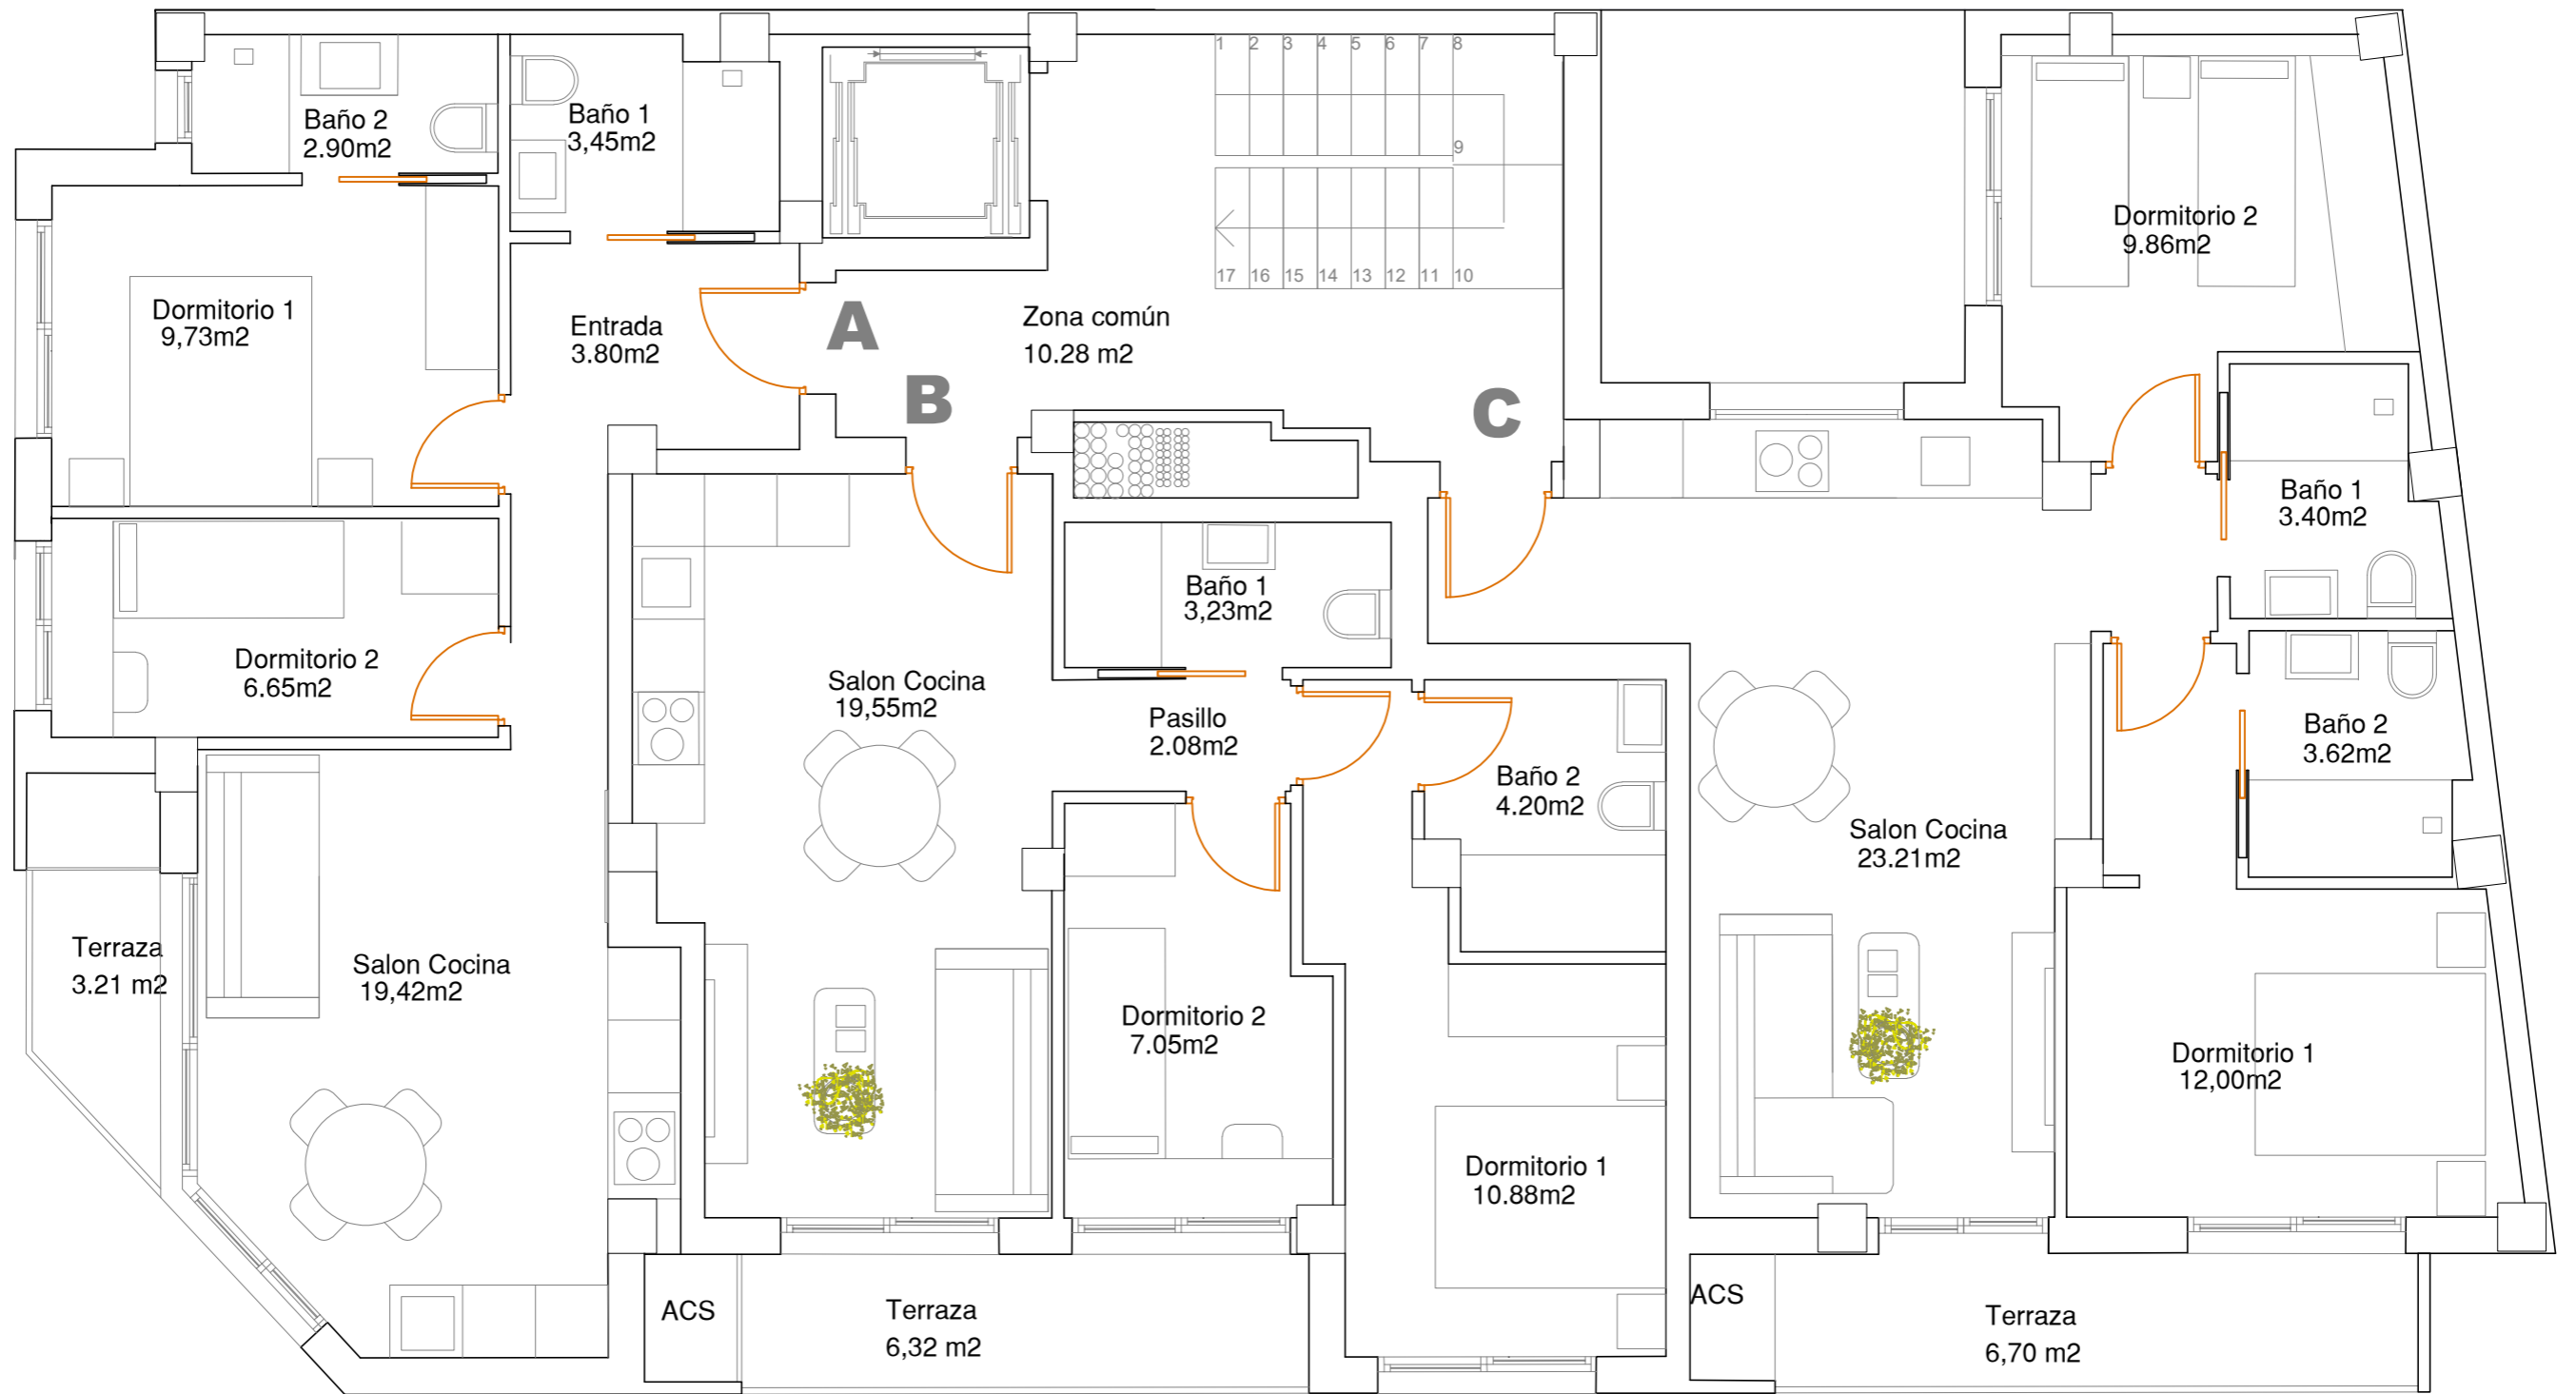 1 2 3 4 5 6 7 8
9
17 16 15 14 13 12 11 10
Baño 2
2.90m2
Baño 1
3,45m2
Dormitorio 1
9,73m2
Entrada
3.80m2
A
B
C
Zona común
10.28 m2
Dormitorio 2
9.86m2
Baño 1
3.40m2
Dormitorio 2
6.65m2
Salon Cocina
19,55m2
Baño 1
3,23m2
Pasillo
2.08m2
Baño 2
4.20m2
Baño 2
3.62m2
Salon Cocina
23.21m2
Terraza
3.21 m2
Salon Cocina
19,42m2
Dormitorio 2
7.05m2
Dormitorio 1
10.88m2
Dormitorio 1
12,00m2
ACS
Terraza
6,32 m2
ACS
Terraza
6,70 m2